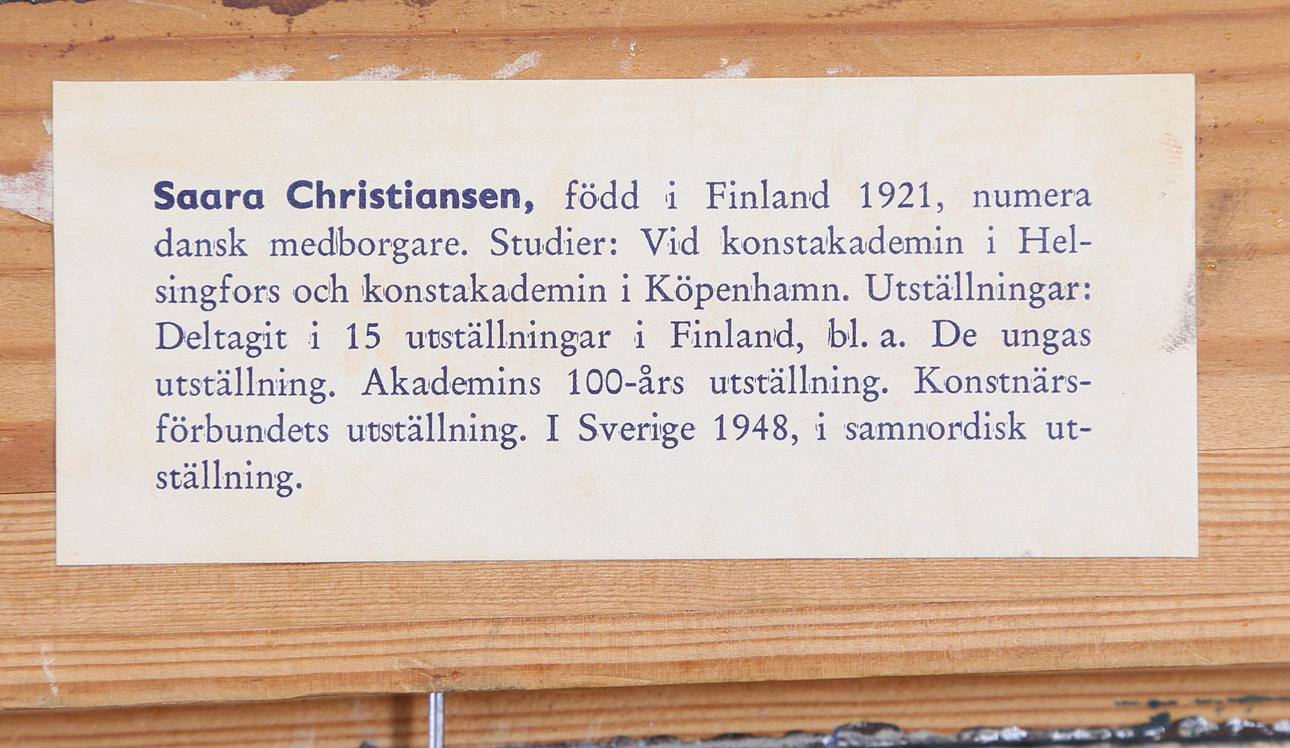 Saara Christiansen, född i Finland 1921, numera
dansk medborgare. Studier: Vid konstakademin i Hel-
singfors och konstakademin i Köpenhamn. Utställningar:
Deltagit i 15 utställningar i Finland, bl. a. De ungas
utställning. Akademins 100-års utställning. Konstnärs-
förbundets utställning. I Sverige 1948, i samnordisk ut-
ställning.